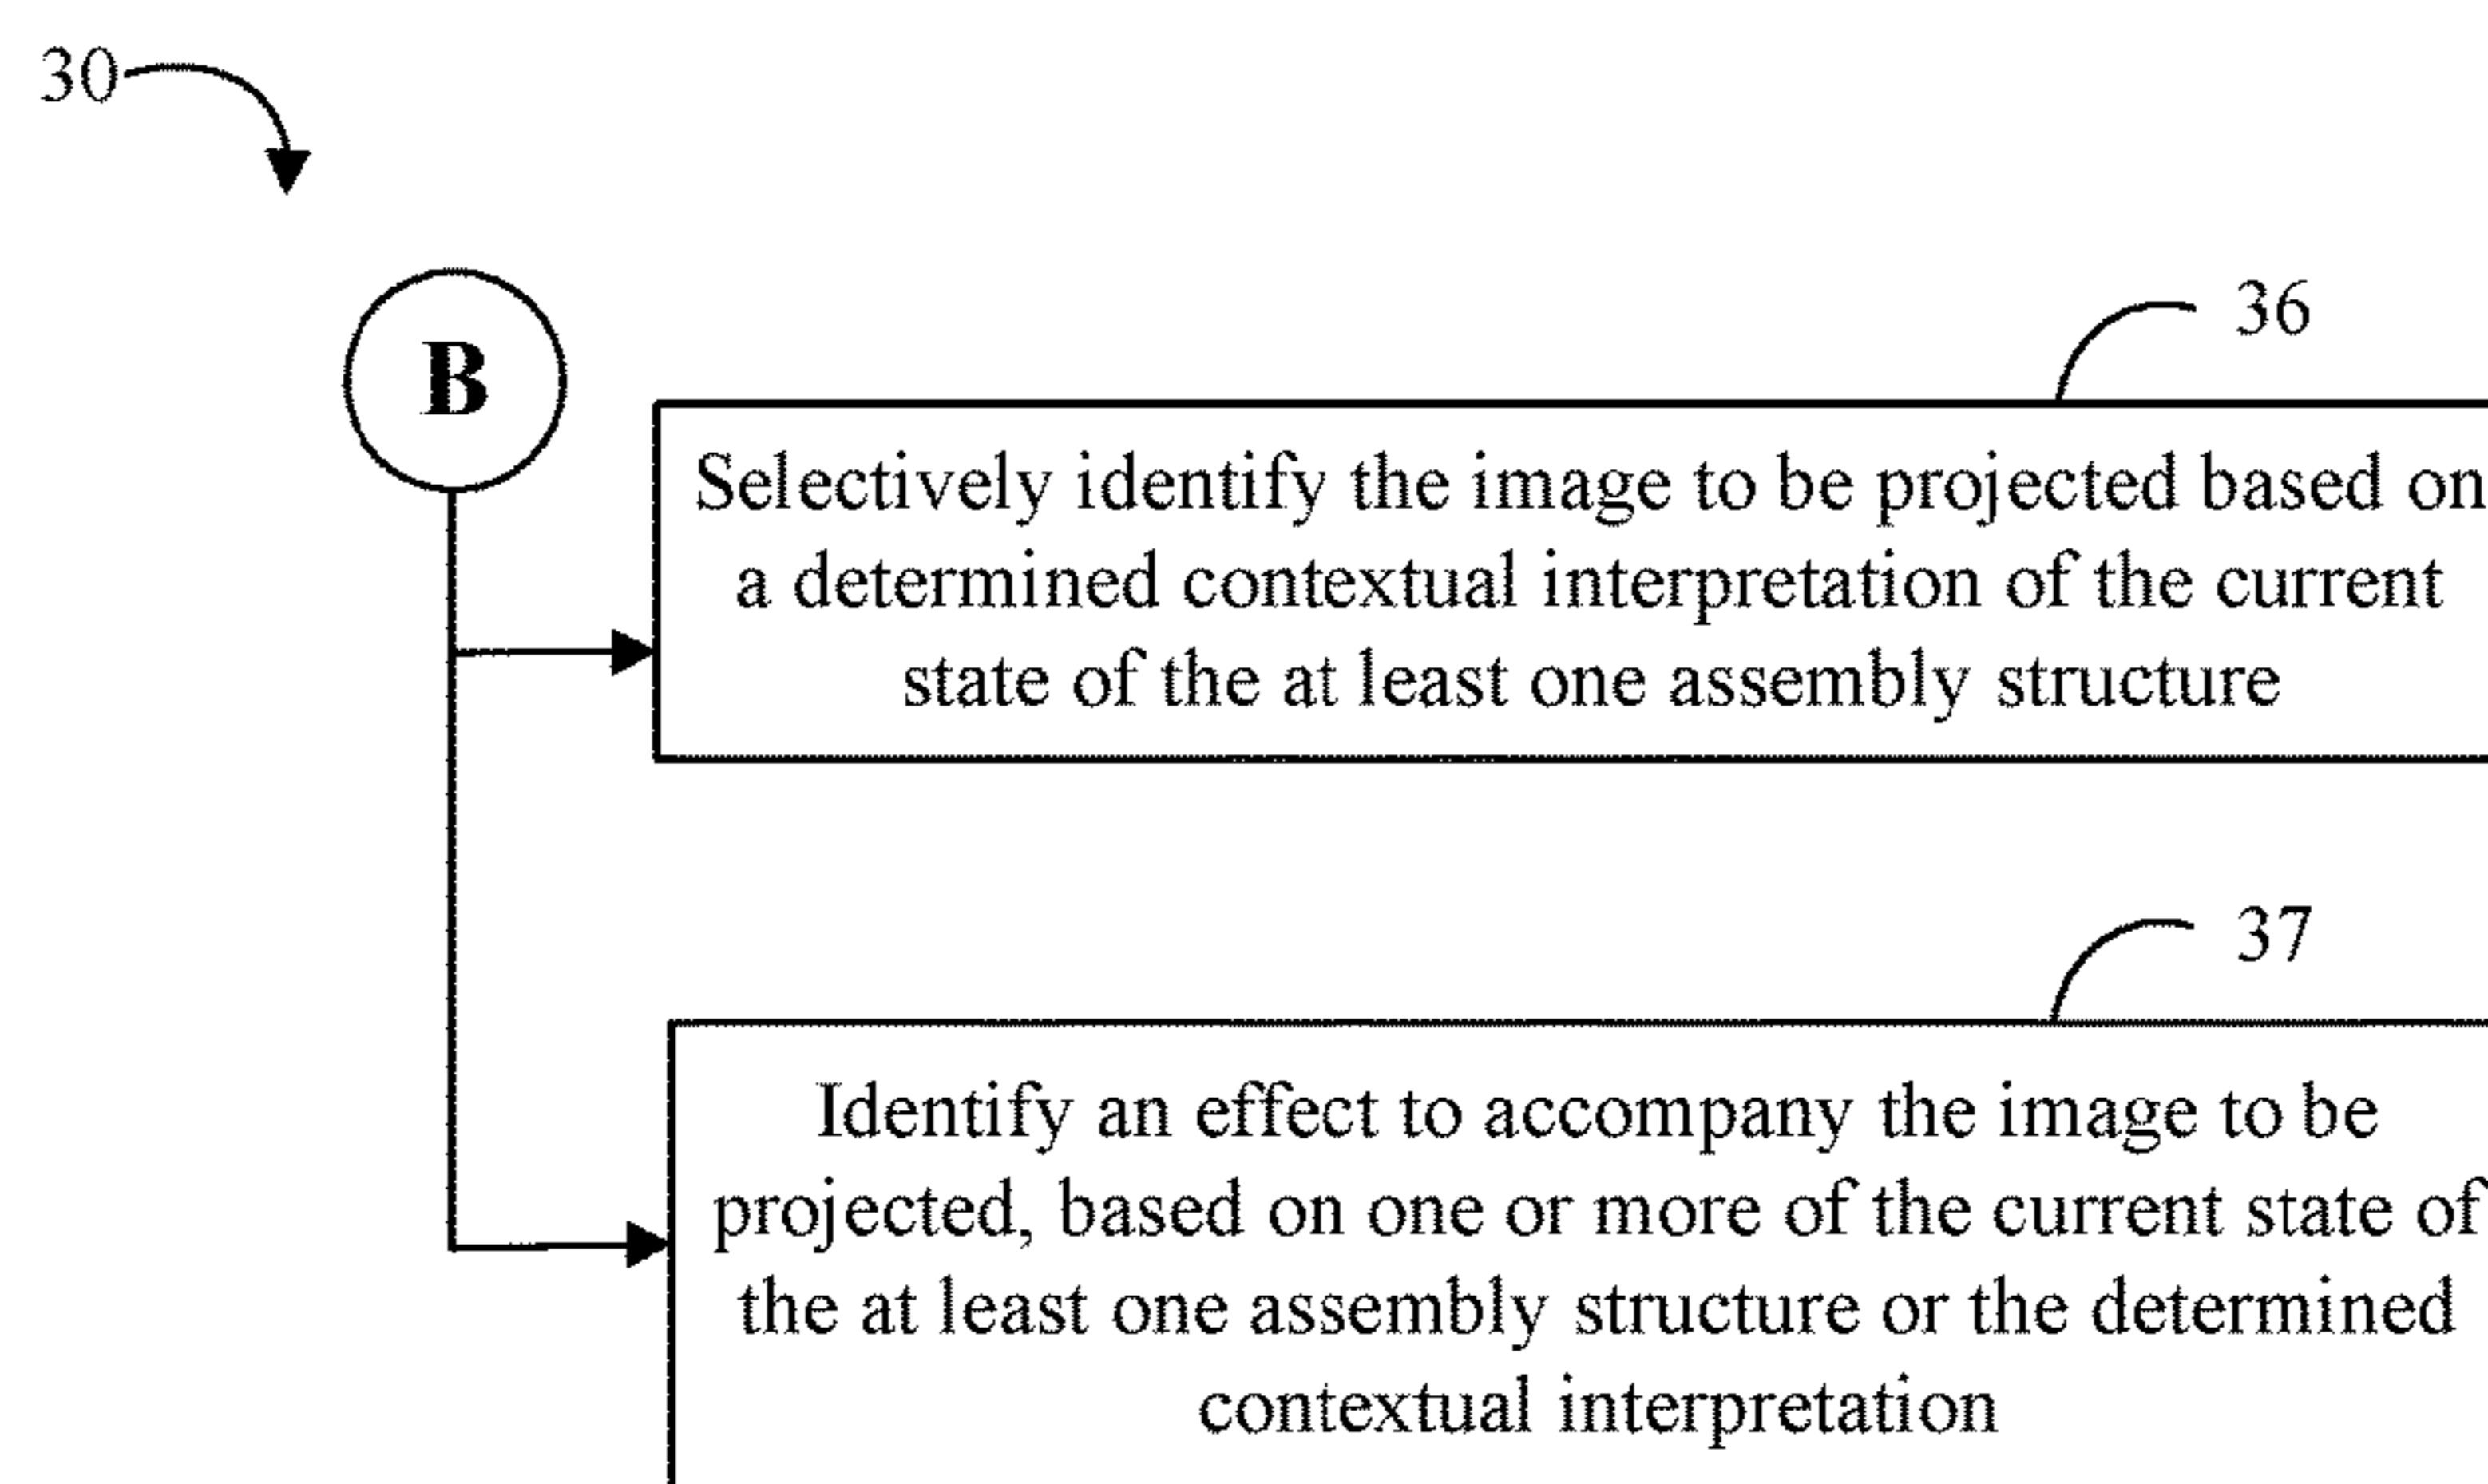 30
B
36
Selectively identify the image to be projected based on
a determined contextual interpretation of the current
state of the at least one assembly structure
37
Identify an effect to accompany the image to be
projected, based on one or more of the current state of
the at least one assembly structure or the determined
contextual interpretation